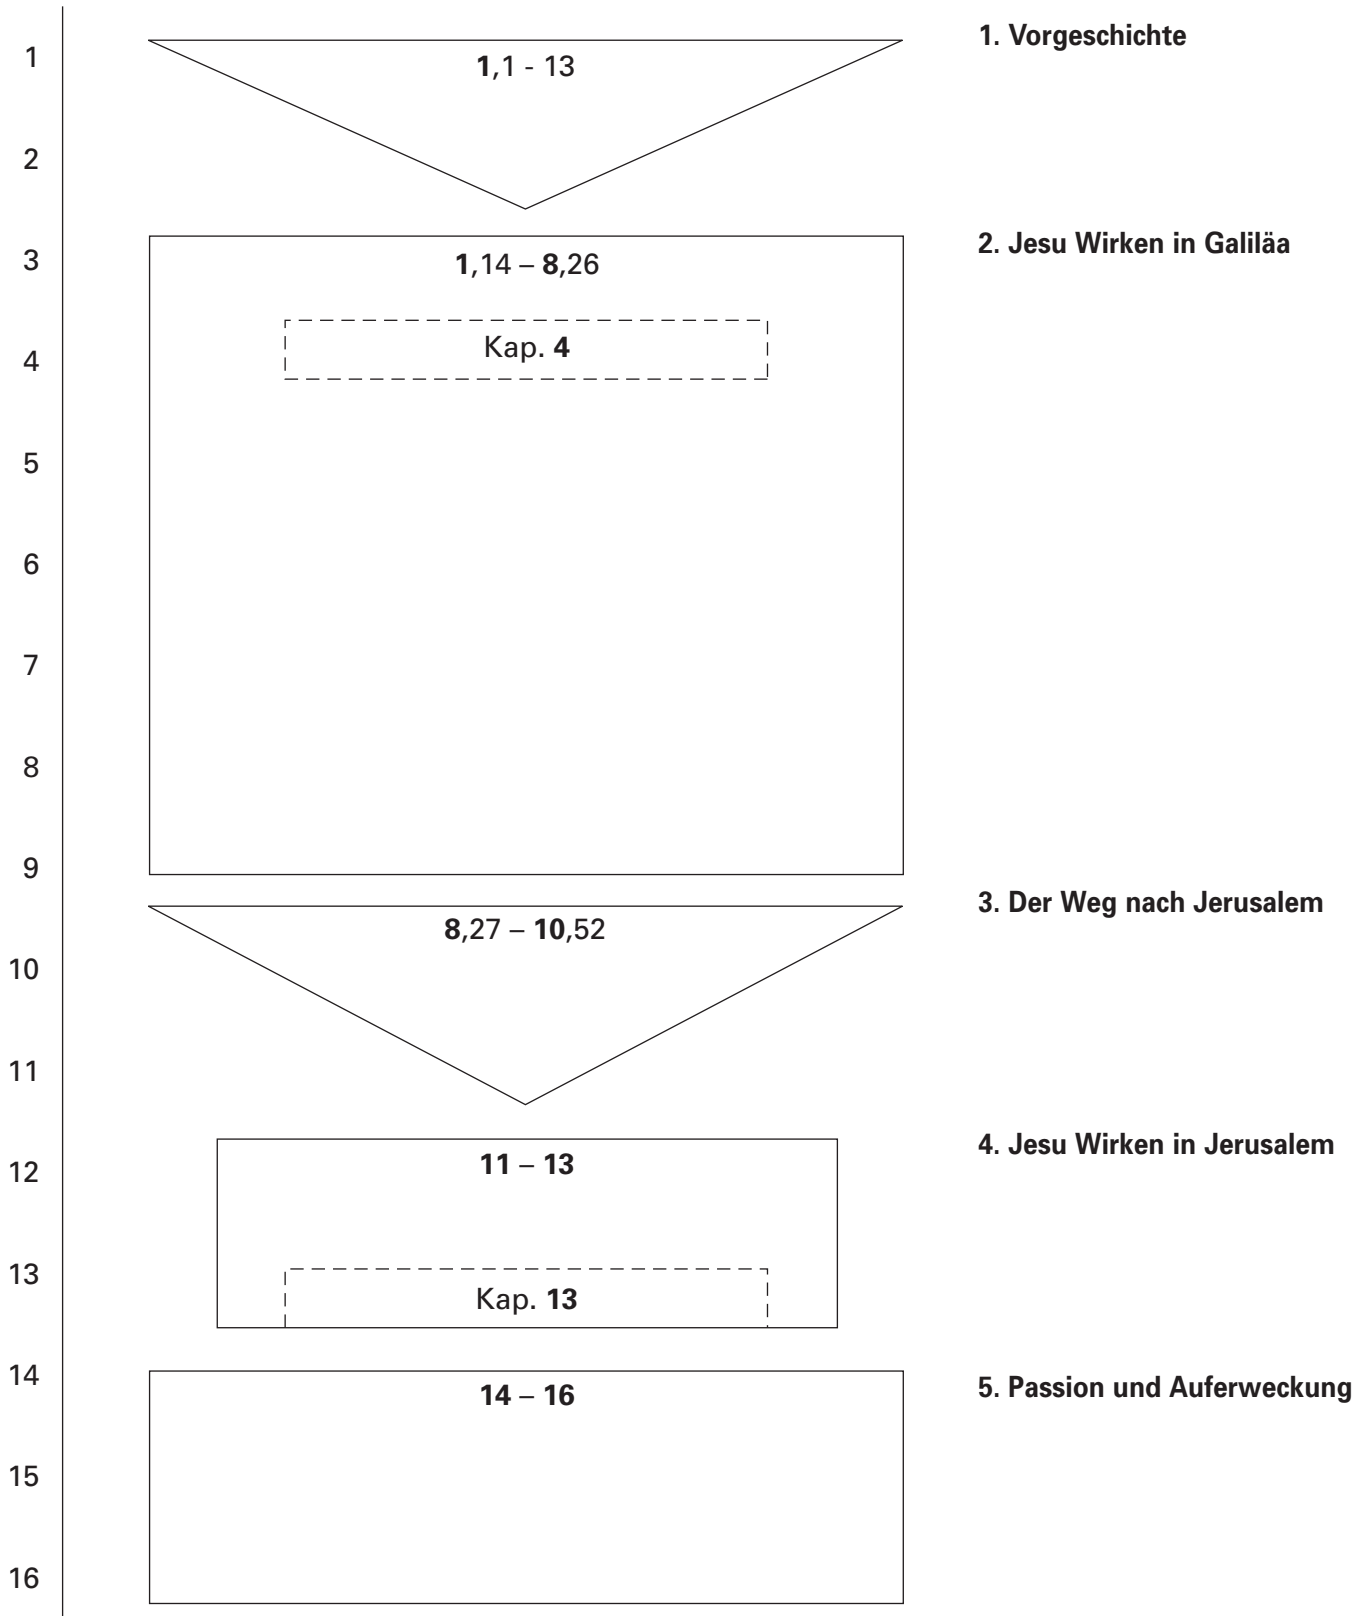 1
1,1 - 13
1. Vorgeschichte
2
3
1,14 – 8,26
2. Jesu Wirken in Galiläa
4
Kap. 4
5
6
7
8
9
8,27 – 10,52
3. Der Weg nach Jerusalem
10
11
12
11 – 13
4. Jesu Wirken in Jerusalem
13
Kap. 13
14
14 – 16
5. Passion und Auferweckung
15
16